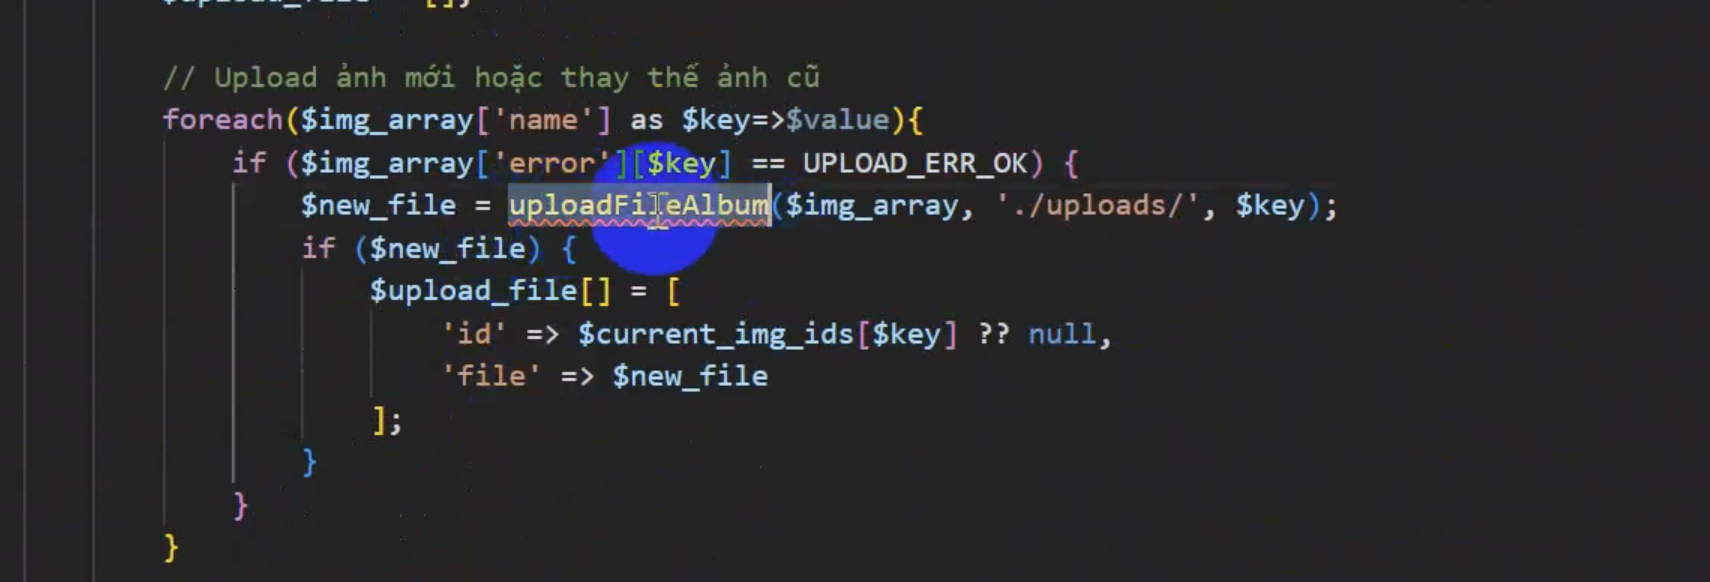 // Upload ảnh mới hoặc thay thế ảnh cũ
foreach($img_array['name'] as $key=>$value){
if ($img_array['error'][$key] == UPLOAD_ERR_OK) {
$new_file = uploadFileAlbum($img_array, './uploads/', $key);
if ($new_file) {
$upload_file[] = [
'id' => $current_img_ids[$key] ?? null,
'file' => $new_file
];
}
}
}